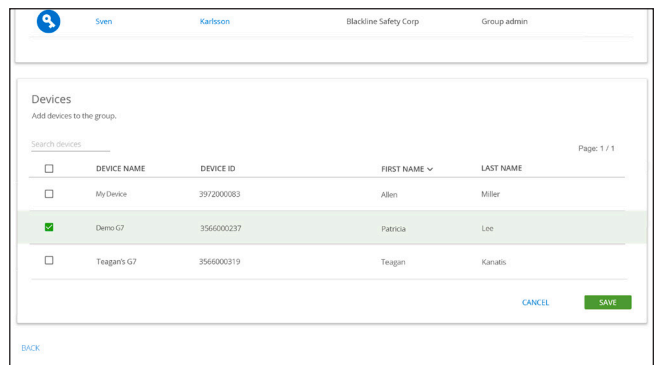 Sven Karlsson Blackline Safety Corp Group admin
Devices
Add devices to the group.
Search devices
Page: 1 / 1
DEVICE NAME DEVICE ID FIRST NAME LAST NAME
My Device 3972000083 Allen Miller
Demo G7 3566000237 Patricia Lee
Teagan's G7 3566000319 Teagan Kanatis
CANCEL SAVE
BACK